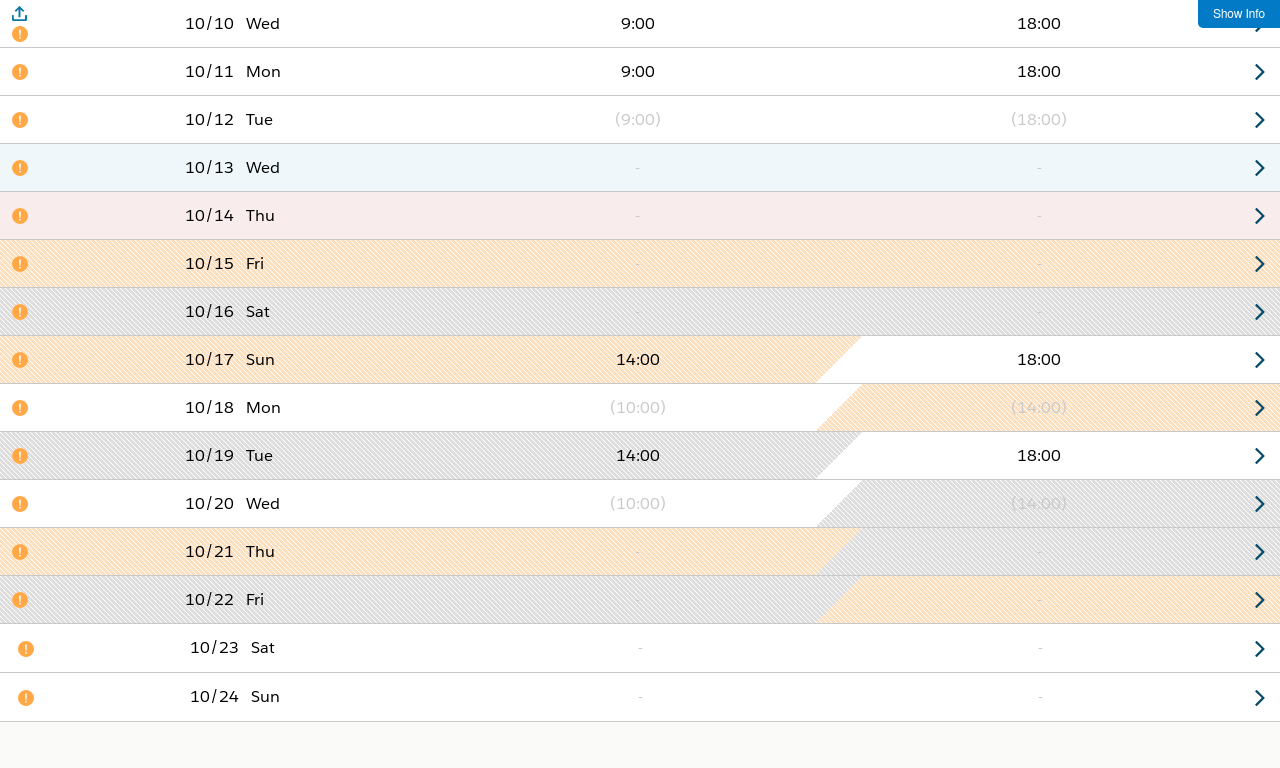 10/10 Wed 9:00 18:00 Show Info
10/11 Mon 9:00 18:00
10/12 Tue (9:00) (18:00)
10/13 Wed - -
10/14 Thu - -
10/15 Fri - -
10/16 Sat - -
10/17 Sun 14:00 18:00
10/18 Mon (10:00) (14:00)
10/19 Tue 14:00 18:00
10/20 Wed (10:00) (14:00)
10/21 Thu - -
10/22 Fri - -
10/23 Sat - -
10/24 Sun - -